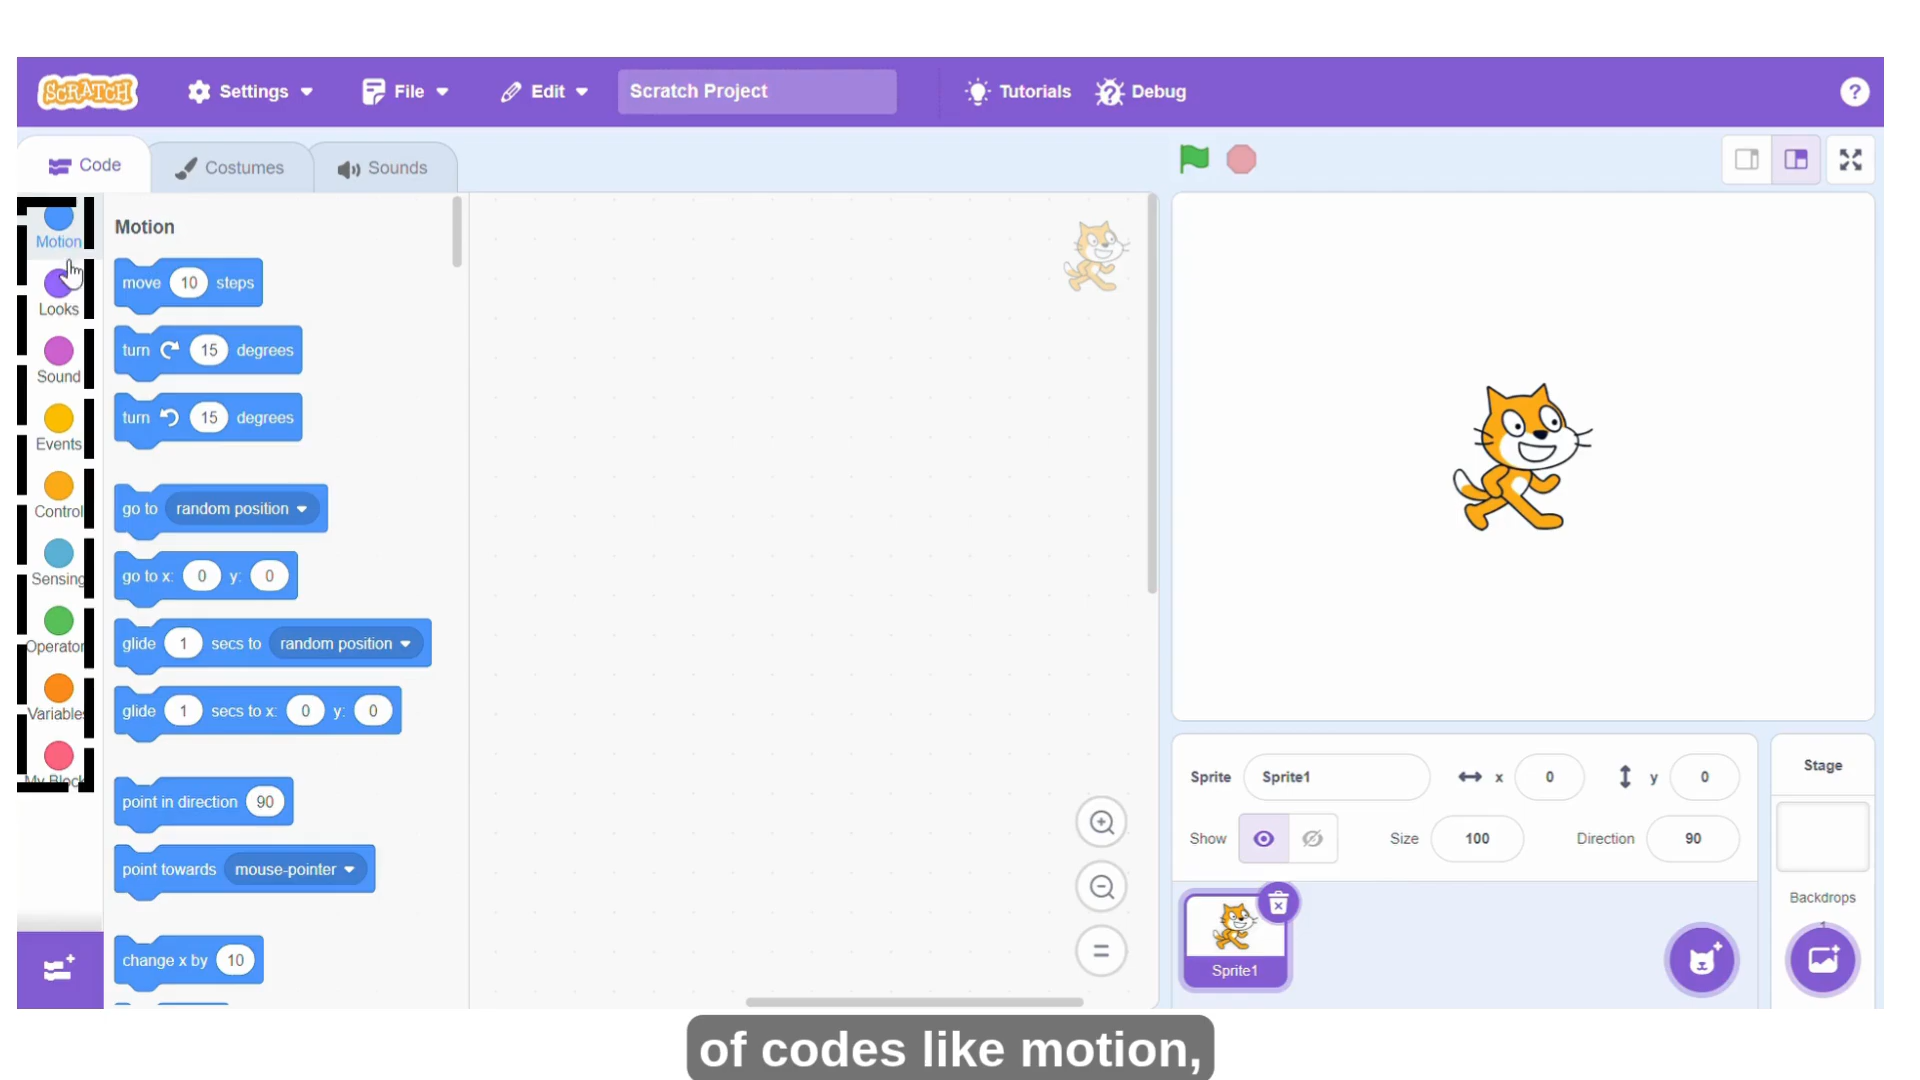 SCRATCH
Settings
File
Edit
Scratch Project
Tutorials
Debug
?
Code
Costumes
Sounds
Motion
Looks
Sound
Events
Control
Sensing
Operator
Variable
My Bloc
Motion
move 10 steps
turn 15 degrees
turn 15 degrees
go to random position
go to x: 0 y: 0
glide 1 secs to random position
glide 1 secs to x: 0 y: 0
point in direction 90
point towards mouse-pointer
change x by 10
Sprite Sprite1 x 0 y 0
Show Size 100 Direction 90
Sprite1
Stage
Backdrops
1
of codes like motion,